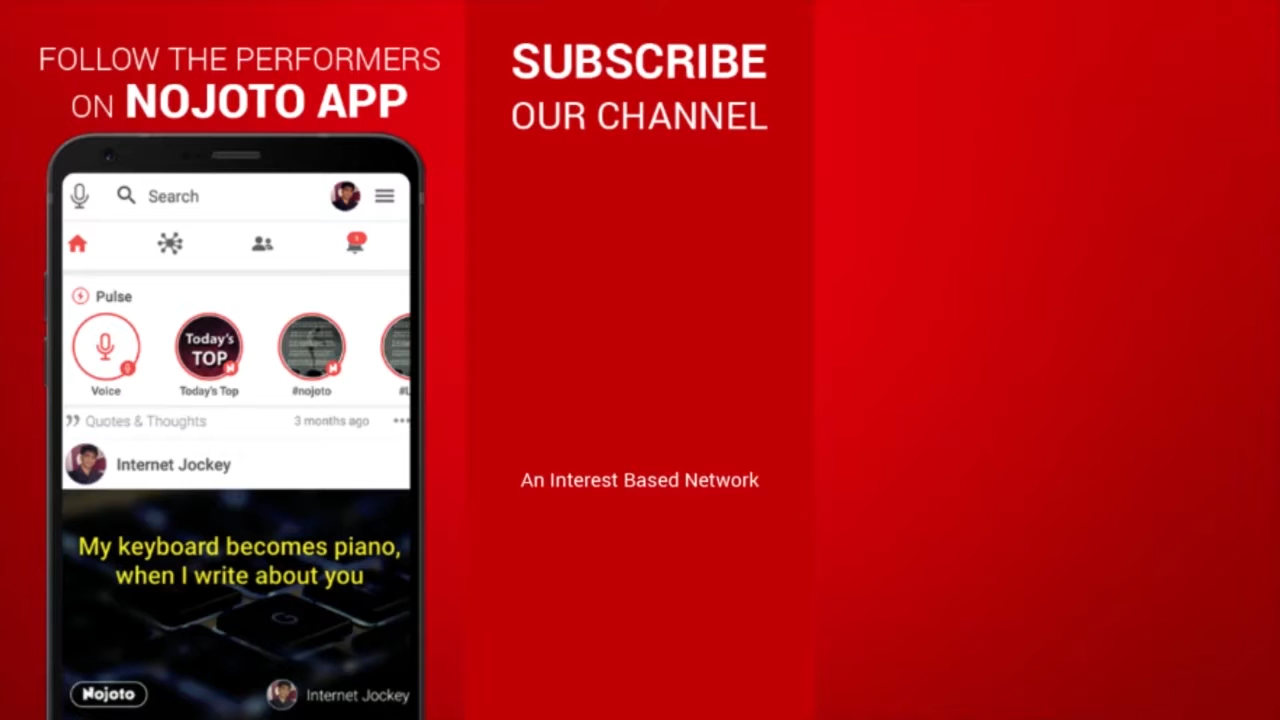 FOLLOW THE PERFORMERS
ON NOJOTO APP
Search
Pulse
Today's
TOP
Voice
Today's Top
#nojoto
#L
Quotes & Thoughts
3 months ago
Internet Jockey
My keyboard becomes piano,
when I write about you
Nojoto
Internet Jockey
SUBSCRIBE
OUR CHANNEL
An Interest Based Network